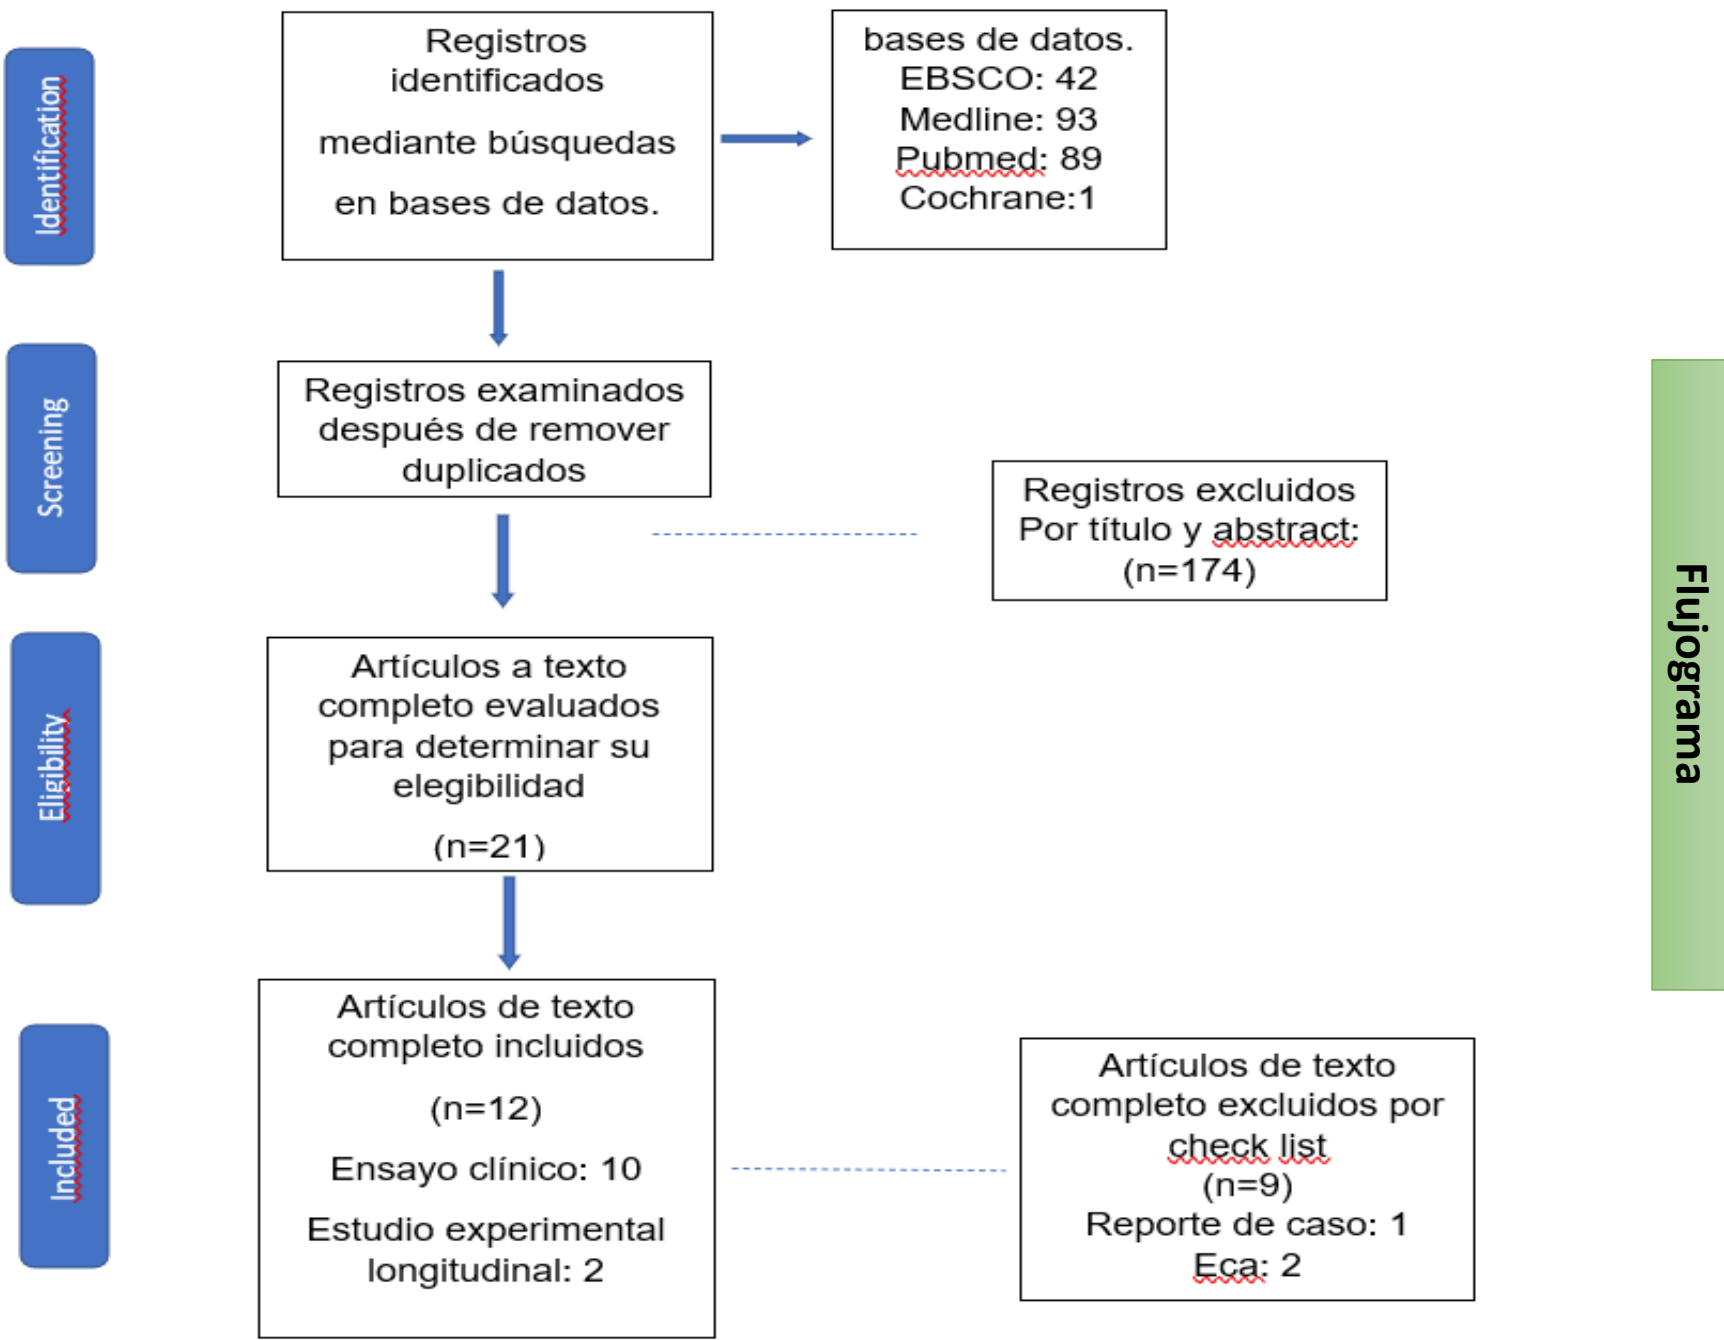 Identification
Registros
identificados
mediante búsquedas
en bases de datos.
bases de datos.
EBSCO: 42
Medline: 93
Pubmed: 89
Cochrane:1
Screening
Registros examinados
después de remover
duplicados
Registros excluidos
Por título y abstract:
(n=174)
Eligibility
Artículos a texto
completo evaluados
para determinar su
elegibilidad
(n=21)
Included
Artículos de texto
completo incluidos
(n=12)
Ensayo clínico: 10
Estudio experimental
longitudinal: 2
Artículos de texto
completo excluidos por
check list
(n=9)
Reporte de caso: 1
Eca: 2
Flujograma